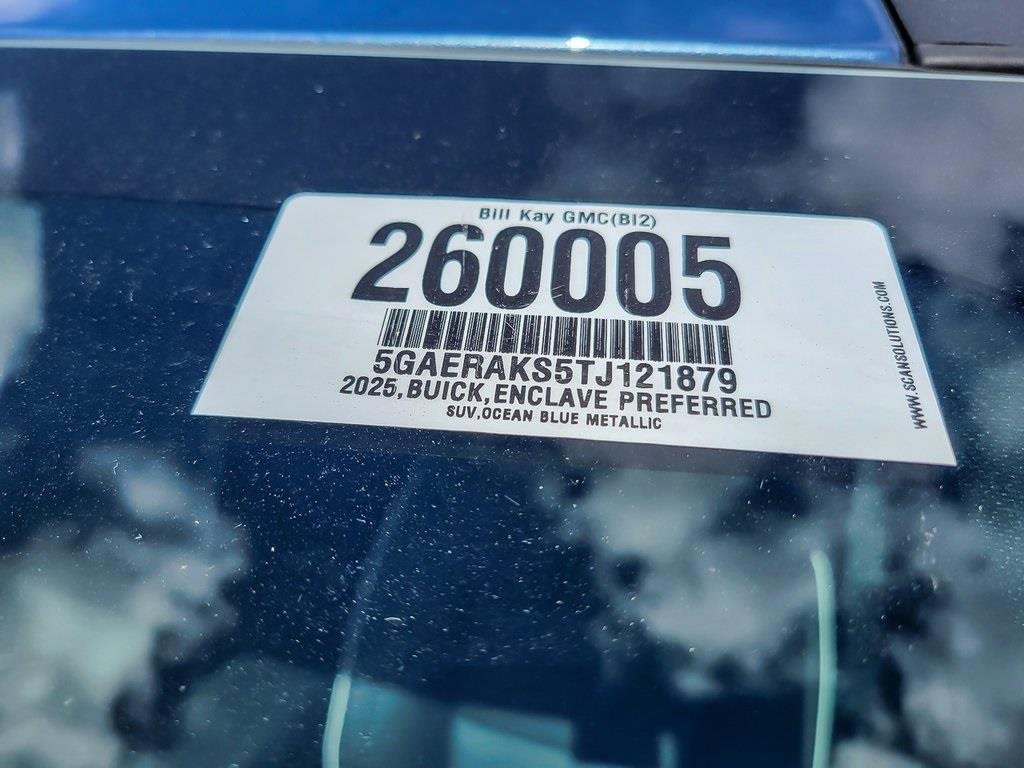 Bill Kay GMC(BI2)
260005
5GAERAKS5TJ121879
2025,BUICK,ENCLAVE PREFERRED
SUV,OCEAN BLUE METALLIC
WWW.SCANSOLUTIONS.COM